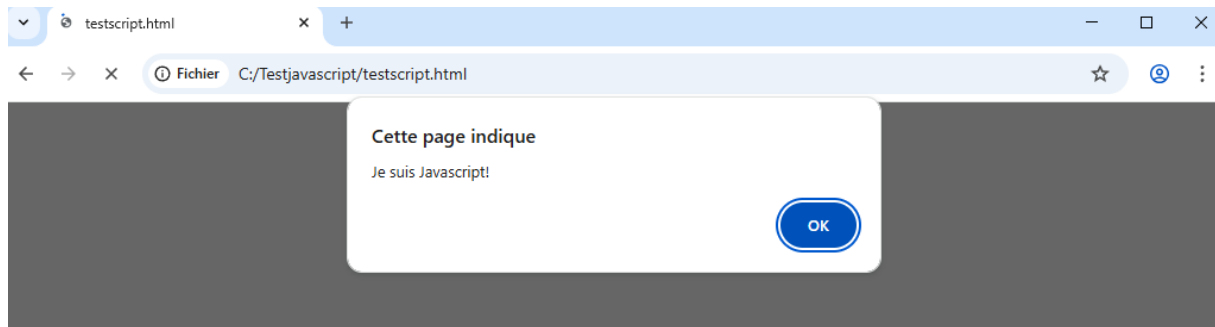 testscript.html
Fichier C:/Testjavascript/testscript.html
Cette page indique
Je suis Javascript!
OK